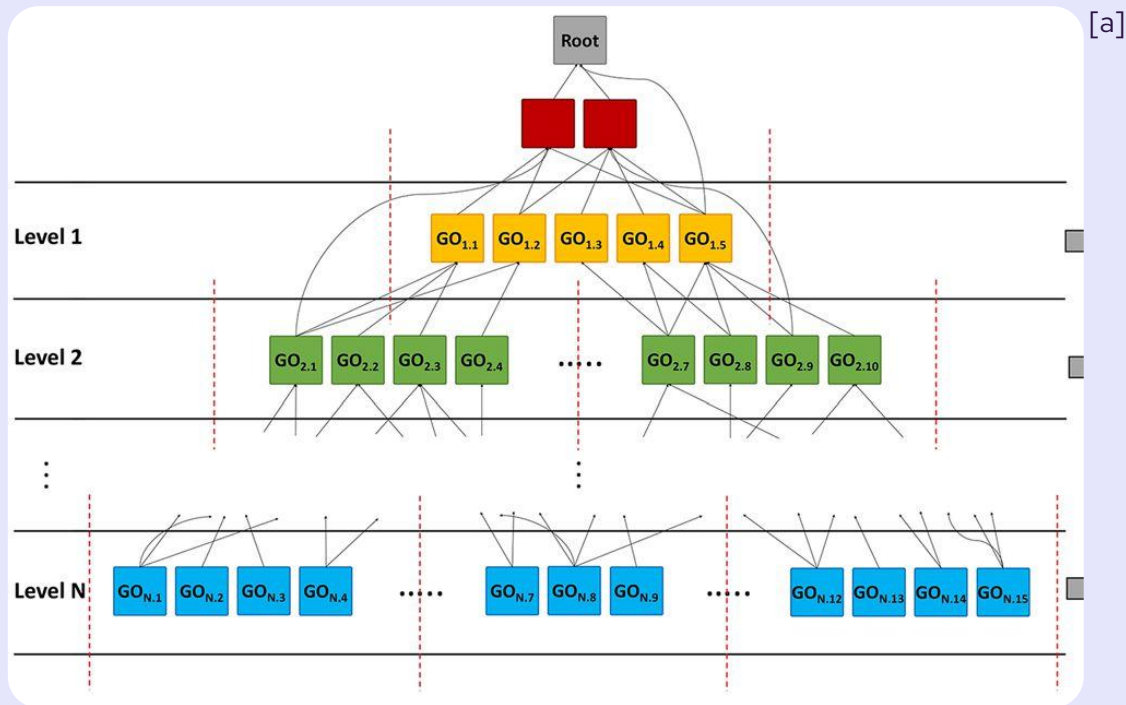 [a]
Root
Level 1
GO1.1 GO1.2 GO1.3 GO1.4 GO1.5
Level 2
GO2.1 GO2.2 GO2.3 GO2.4 ..... GO2.7 GO2.8 GO2.9 GO2.10
Level N
GON.1 GON.2 GON.3 GON.4 ..... GON.7 GON.8 GON.9 ..... GON.12 GON.13 GON.14 GON.15